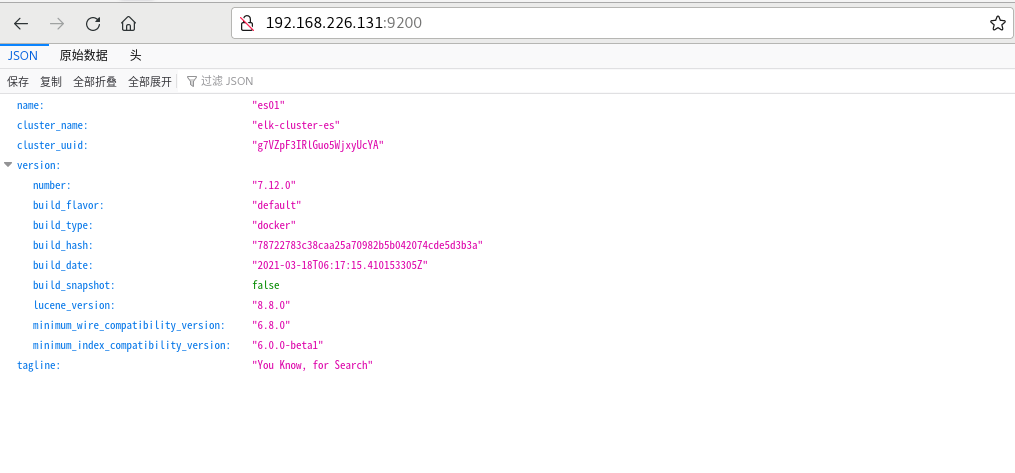 192.168.226.131:9200
JSON 原始数据 头
保存 复制 全部折叠 全部展开 过滤 JSON
name: "es01"
cluster_name: "elk-cluster-es"
cluster_uuid: "g7VZpF3IRlGuo5WjxyUcYA"
version:
number: "7.12.0"
build_flavor: "default"
build_type: "docker"
build_hash: "78722783c38caa25a70982b5b042074cde5d3b3a"
build_date: "2021-03-18T06:17:15.410153305Z"
build_snapshot: false
lucene_version: "8.8.0"
minimum_wire_compatibility_version: "6.8.0"
minimum_index_compatibility_version: "6.0.0-beta1"
tagline: "You Know, for Search"